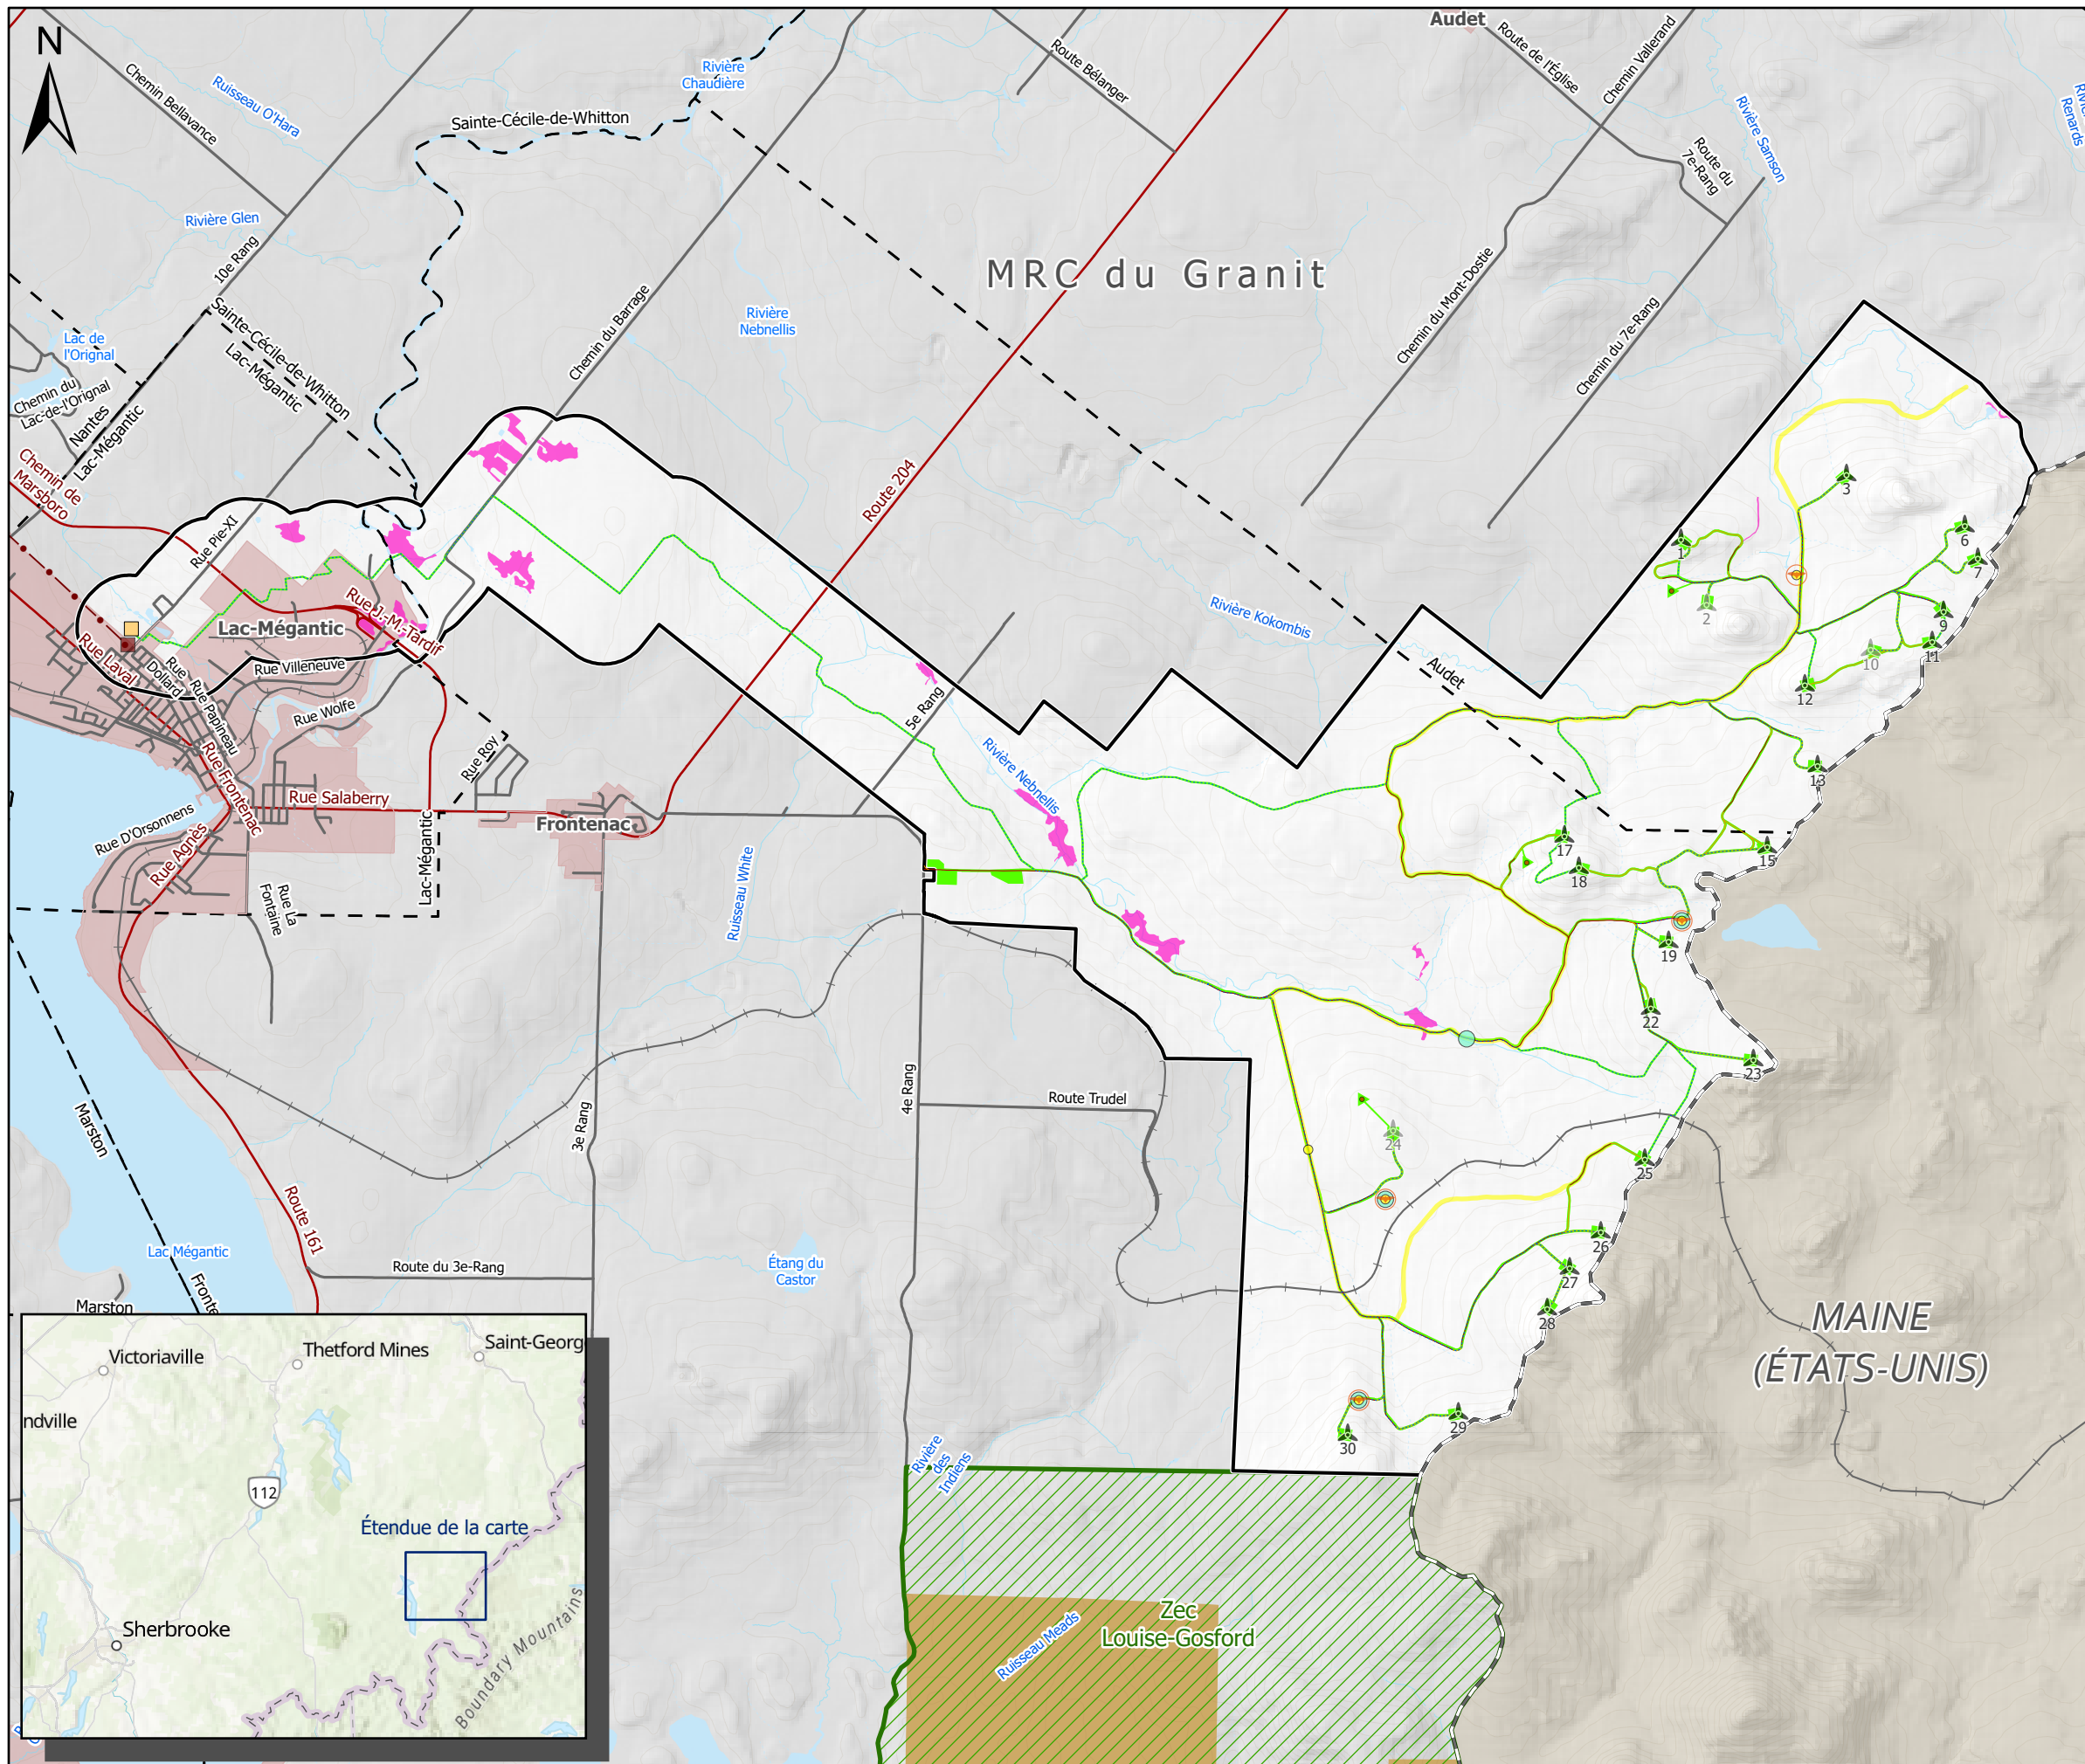 N
Audet
Rivière
Chaudière
Route Bélanger
Route de l'Église
Chemin Vallerand
Chemin Bellavance
Ruisseau O'Hara
Sainte-Cécile-de-Whitton
Rivière Samson
Renards
Route du
7e-Rang
Rivière Glen
10e Rang
MRC du Granit
Rivière
Nebnellis
Chemin du Barrage
Chemin du Mont-Dostie
Chemin du 7e-Rang
Sainte-Cécile-de-Whitton
Lac-Mégantic
Lac de
l'Orignal
Chemin du
Lac-de-l'Orignal
Nantes
Lac-Mégantic
Chemin de
Marsboro
Rue Pie-XI
Route 204
3
1
6
7
2
9
11
10
12
13
Rue J.-M.-Tardif
Lac-Mégantic
Rue Laval
Rue
Dollard
Rue Papineau
Rue Villeneuve
Rue Wolfe
Rivière Kokombis
Audet
5e Rang
Rivière Nebnellis
Rue Roy
Rue Frontenac
Rue Salaberry
Frontenac
Rue D'Orsonnens
Rue Agnès
Lac-Mégantic
Rue La
Fontaine
Ruisseau White
17
18
15
19
22
23
24
25
26
27
28
29
30
4e Rang
Route Trudel
3e Rang
Marston
Route 161
Lac Mégantic
Route du 3e-Rang
Étang du
Castor
Marston
MAINE
(ÉTATS-UNIS)
Rivière
des
Indiens
Zec
Louise-Gosford
Ruisseau Meads
Victoriaville
Thetford Mines
Saint-Georg
ndville
112
Étendue de la carte
Sherbrooke
Boundary Mountains